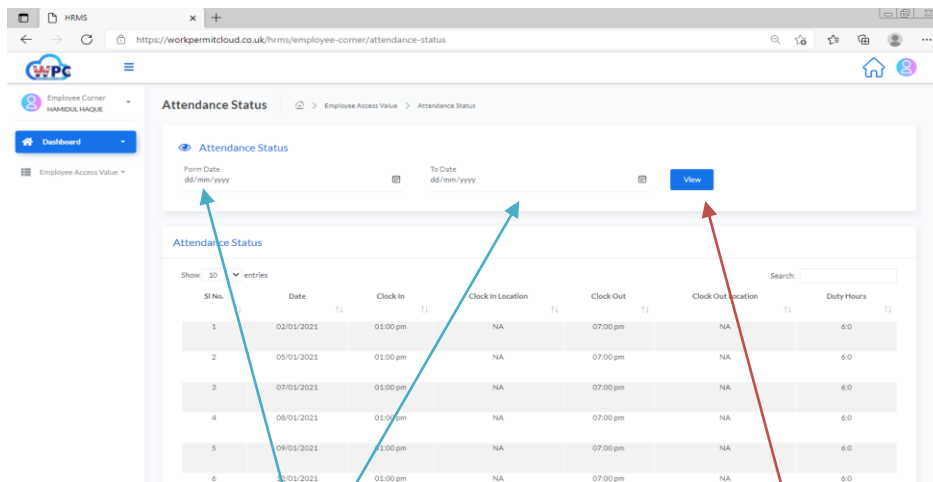 HRMS
https://workpermitcloud.co.uk/hrms/employee-corner/attendance-status
WPC
Employee Corner
HAMIDUL HAQUE
Attendance Status > Employee Access Value > Attendance Status
Dashboard
Employee Access Value
Attendance Status
Form Date To Date
dd/mm/yyyy dd/mm/yyyy View
Attendance Status
Show 10 entries Search:
Sl No. Date Clock In Clock In Location Clock Out Clock Out Location Duty Hours
1 02/01/2021 01:00 pm NA 07:00 pm NA 6:0
2 05/01/2021 01:00 pm NA 07:00 pm NA 6:0
3 07/01/2021 01:00 pm NA 07:00 pm NA 6:0
4 08/01/2021 01:00 pm NA 07:00 pm NA 6:0
5 09/01/2021 01:00 pm NA 07:00 pm NA 6:0
6 12/01/2021 01:00 pm NA 07:00 pm NA 6:0